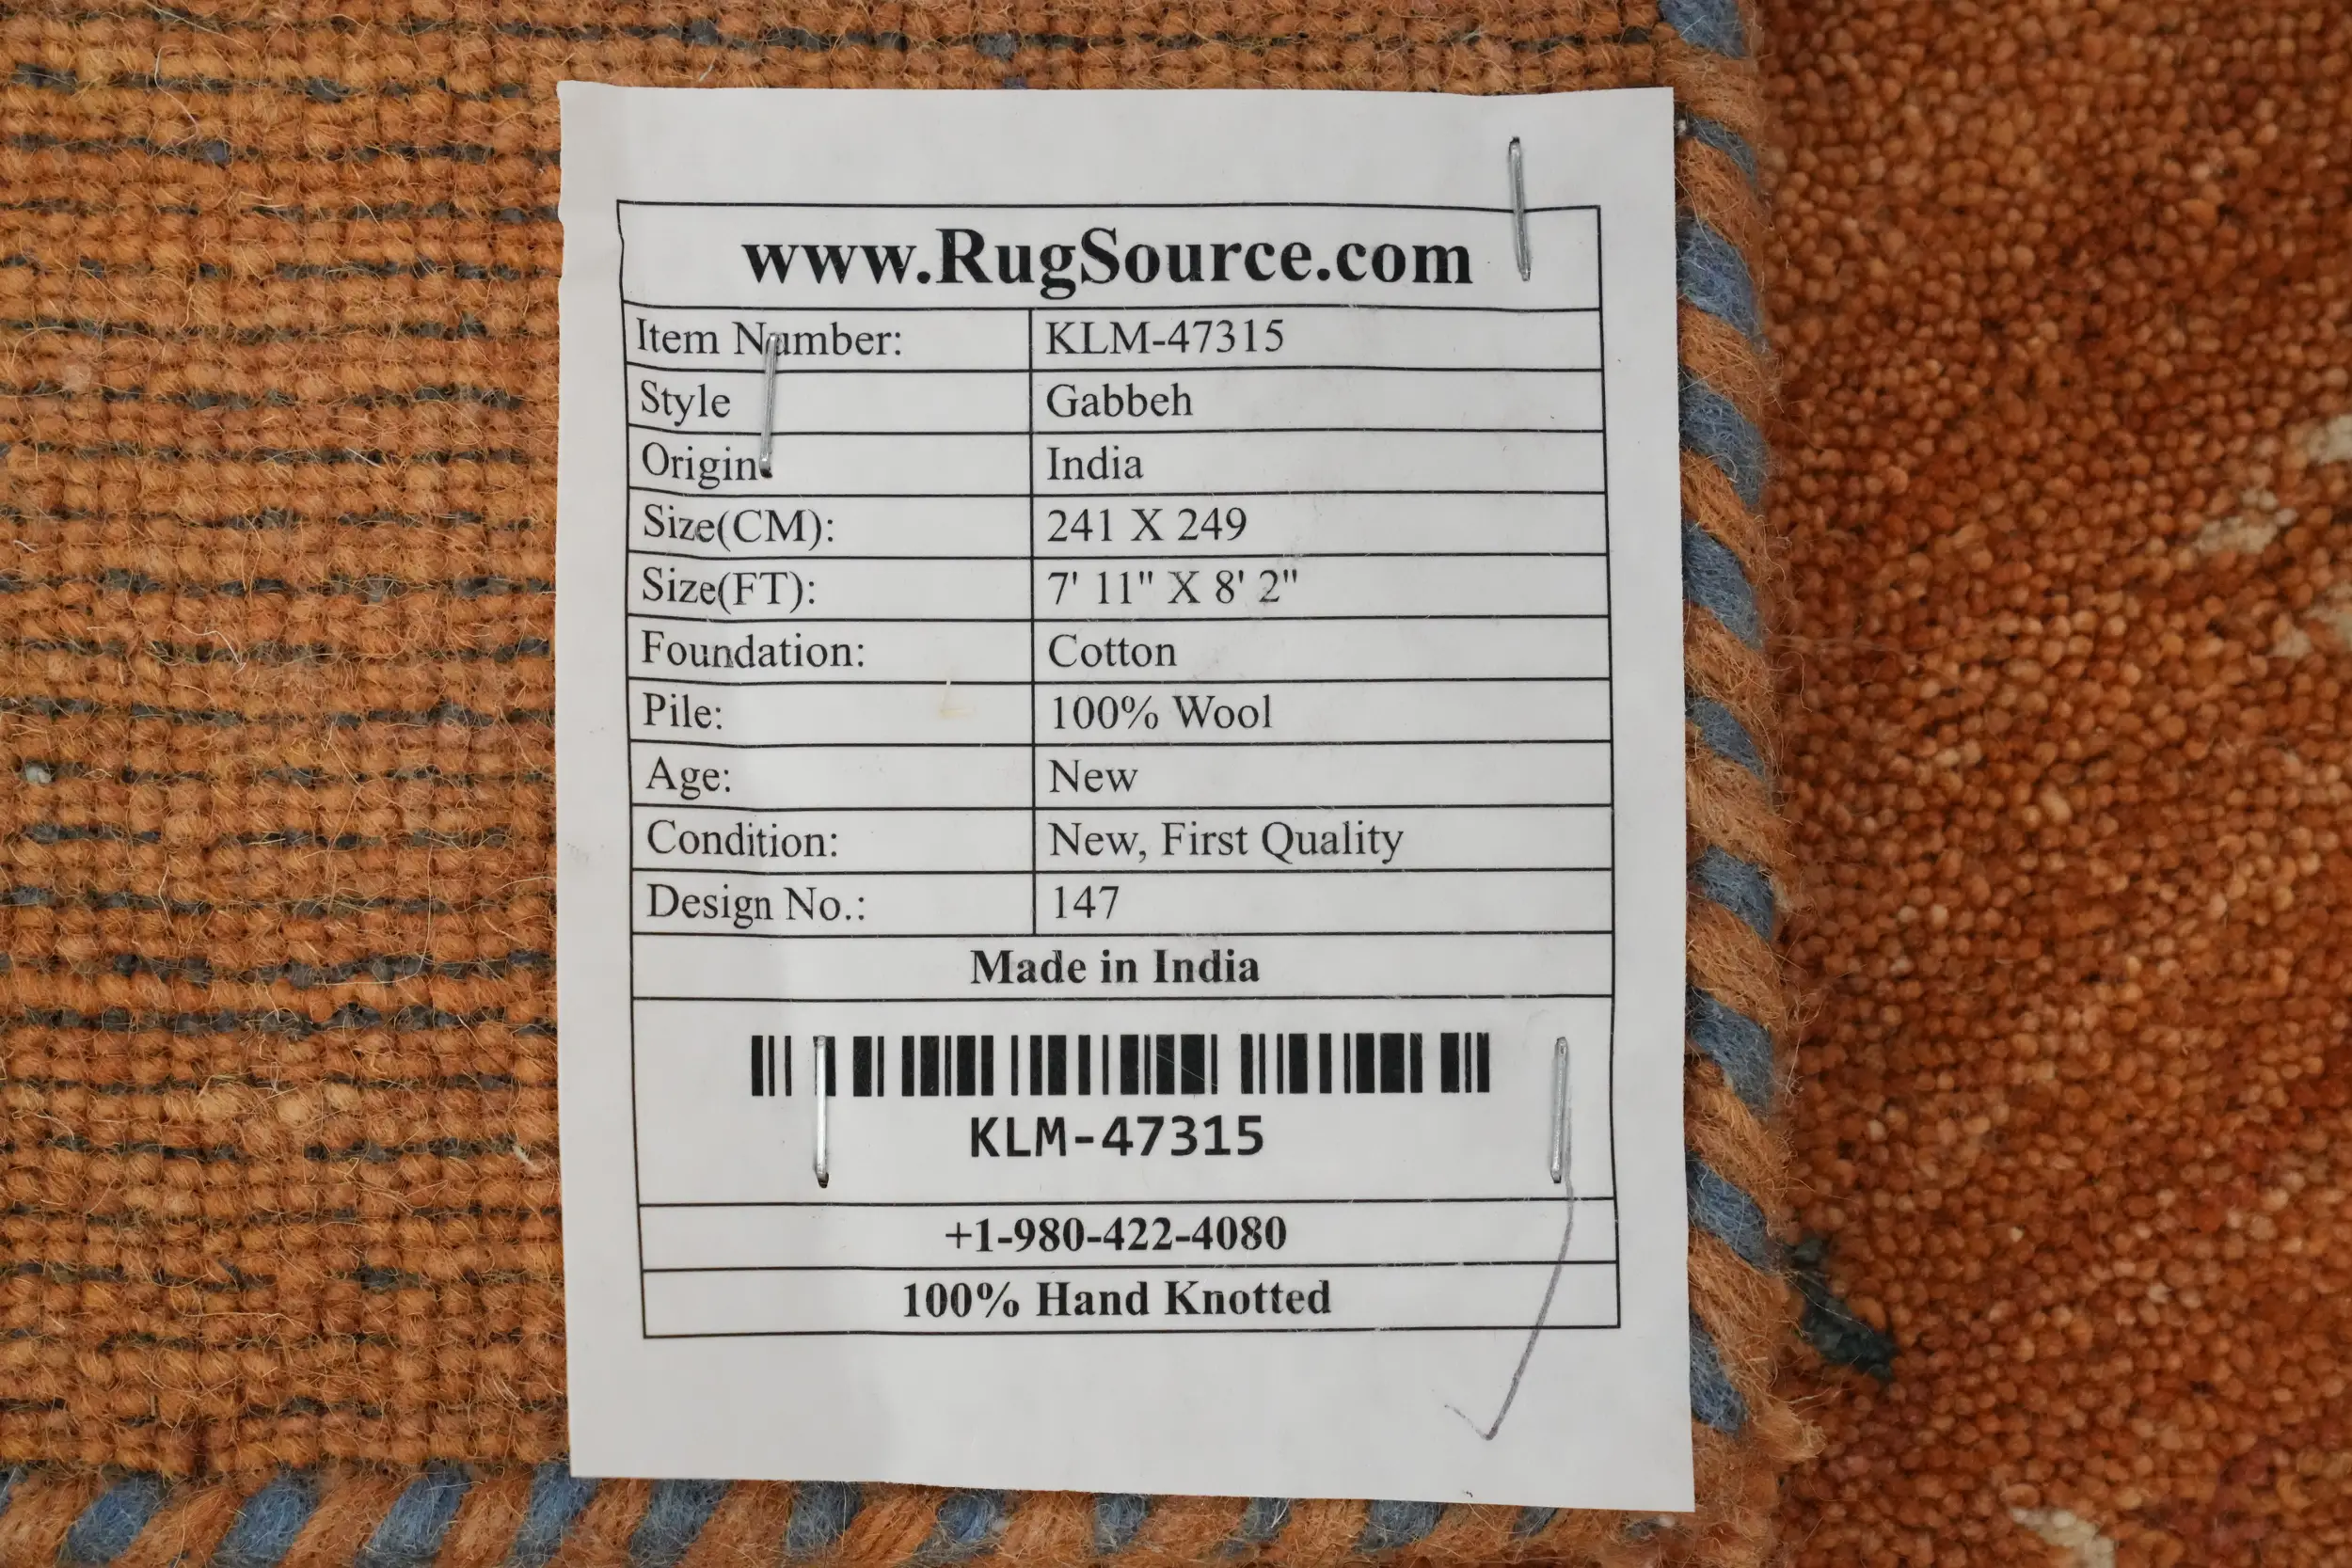 www.RugSource.com
Item Number: KLM-47315
Style Gabbeh
Origin: India
Size(CM): 241 X 249
Size(FT): 7' 11" X 8' 2"
Foundation: Cotton
Pile: 100% Wool
Age: New
Condition: New, First Quality
Design No.: 147
Made in India
KLM-47315
+1-980-422-4080
100% Hand Knotted